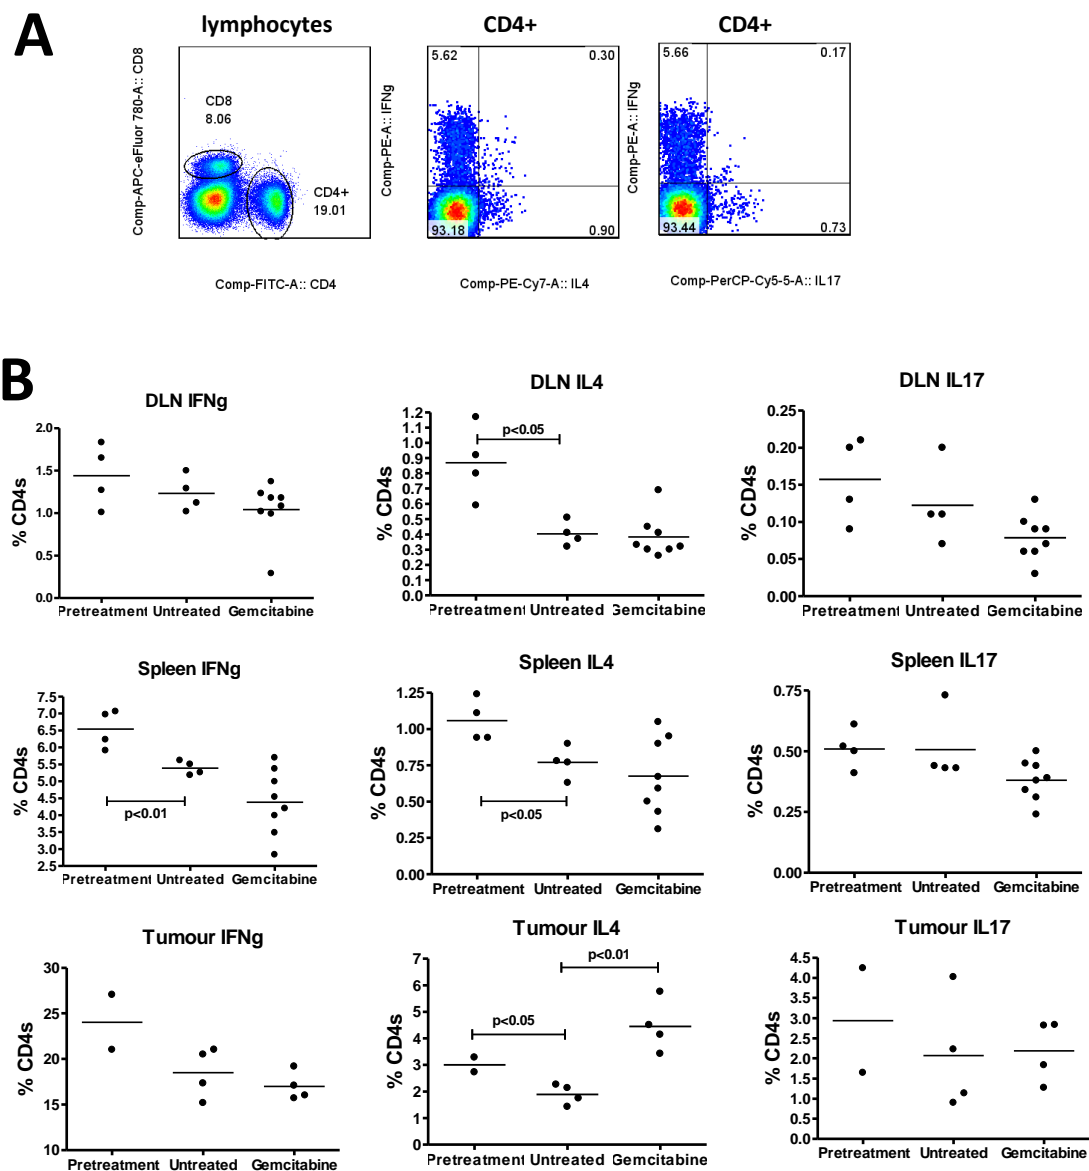 A
lymphocytes
CD4+
CD4+
Comp-APC-eFluor 780-A:: CD8
CD8
8.06
CD4+
19.01
Comp-FITC-A:: CD4
Comp-PE-A:: IFNg
5.62
0.30
93.18
0.90
Comp-PE-Cy7-A:: IL4
Comp-PE-A:: IFNg
5.66
0.17
93.44
0.73
Comp-PerCP-Cy5-5-A:: IL17
B
DLN IFNg
% CD4s
2.0
1.5
1.0
0.5
0.0
Pretreatment Untreated Gemcitabine
DLN IL4
% CD4s
1.2
1.1
1.0
0.9
0.8
0.7
0.6
0.5
0.4
0.3
0.2
0.1
0.0
p<0.05
Pretreatment Untreated Gemcitabine
DLN IL17
% CD4s
0.25
0.20
0.15
0.10
0.05
0.00
Pretreatment Untreated Gemcitabine
Spleen IFNg
% CD4s
7.5
7.0
6.5
6.0
5.5
5.0
4.5
4.0
3.5
3.0
2.5
p<0.01
Pretreatment Untreated Gemcitabine
Spleen IL4
% CD4s
1.25
1.00
0.75
0.50
0.25
0.00
p<0.05
Pretreatment Untreated Gemcitabine
Spleen IL17
% CD4s
0.75
0.50
0.25
0.00
Pretreatment Untreated Gemcitabine
Tumour IFNg
% CD4s
30
25
20
15
10
Pretreatment Untreated Gemcitabine
Tumour IL4
% CD4s
7
6
5
4
3
2
1
0
p<0.01
p<0.05
Pretreatment Untreated Gemcitabine
Tumour IL17
% CD4s
4.5
4.0
3.5
3.0
2.5
2.0
1.5
1.0
0.5
0.0
Pretreatment Untreated Gemcitabine